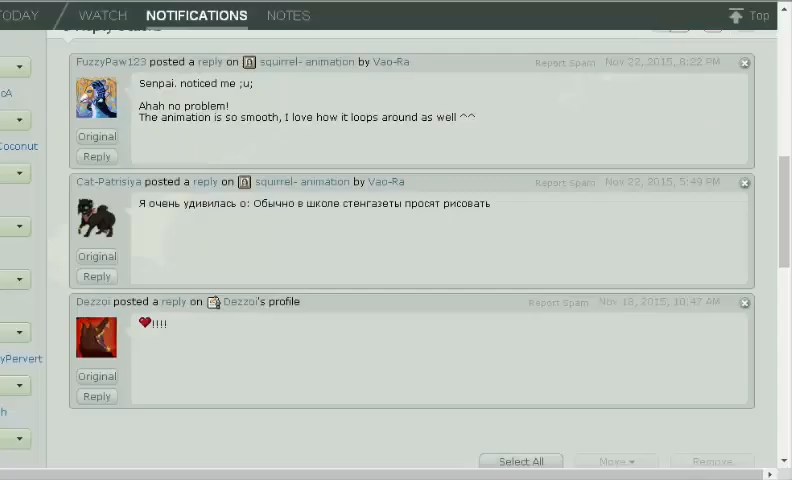 TODAY WATCH NOTIFICATIONS NOTES Top
FuzzyPaw123 posted a reply on squirrel- animation by Vao-Ra Report Spam Nov 22, 2015, 8:22 PM
Senpai. noticed me ;u;
Ahah no problem!
The animation is so smooth, I love how it loops around as well ^^
Original
Reply
Cat-Patrisiya posted a reply on squirrel- animation by Vao-Ra Report Spam Nov 22, 2015, 5:49 PM
Я очень удивилась о: Обычно в школе стенгазеты просят рисовать
Original
Reply
Dezzoi posted a reply on Dezzoi's profile Report Spam Nov 18, 2015, 10:47 AM
!!!!
Original
Reply
oA
Coconut
yPervert
h
Select All Move Remove